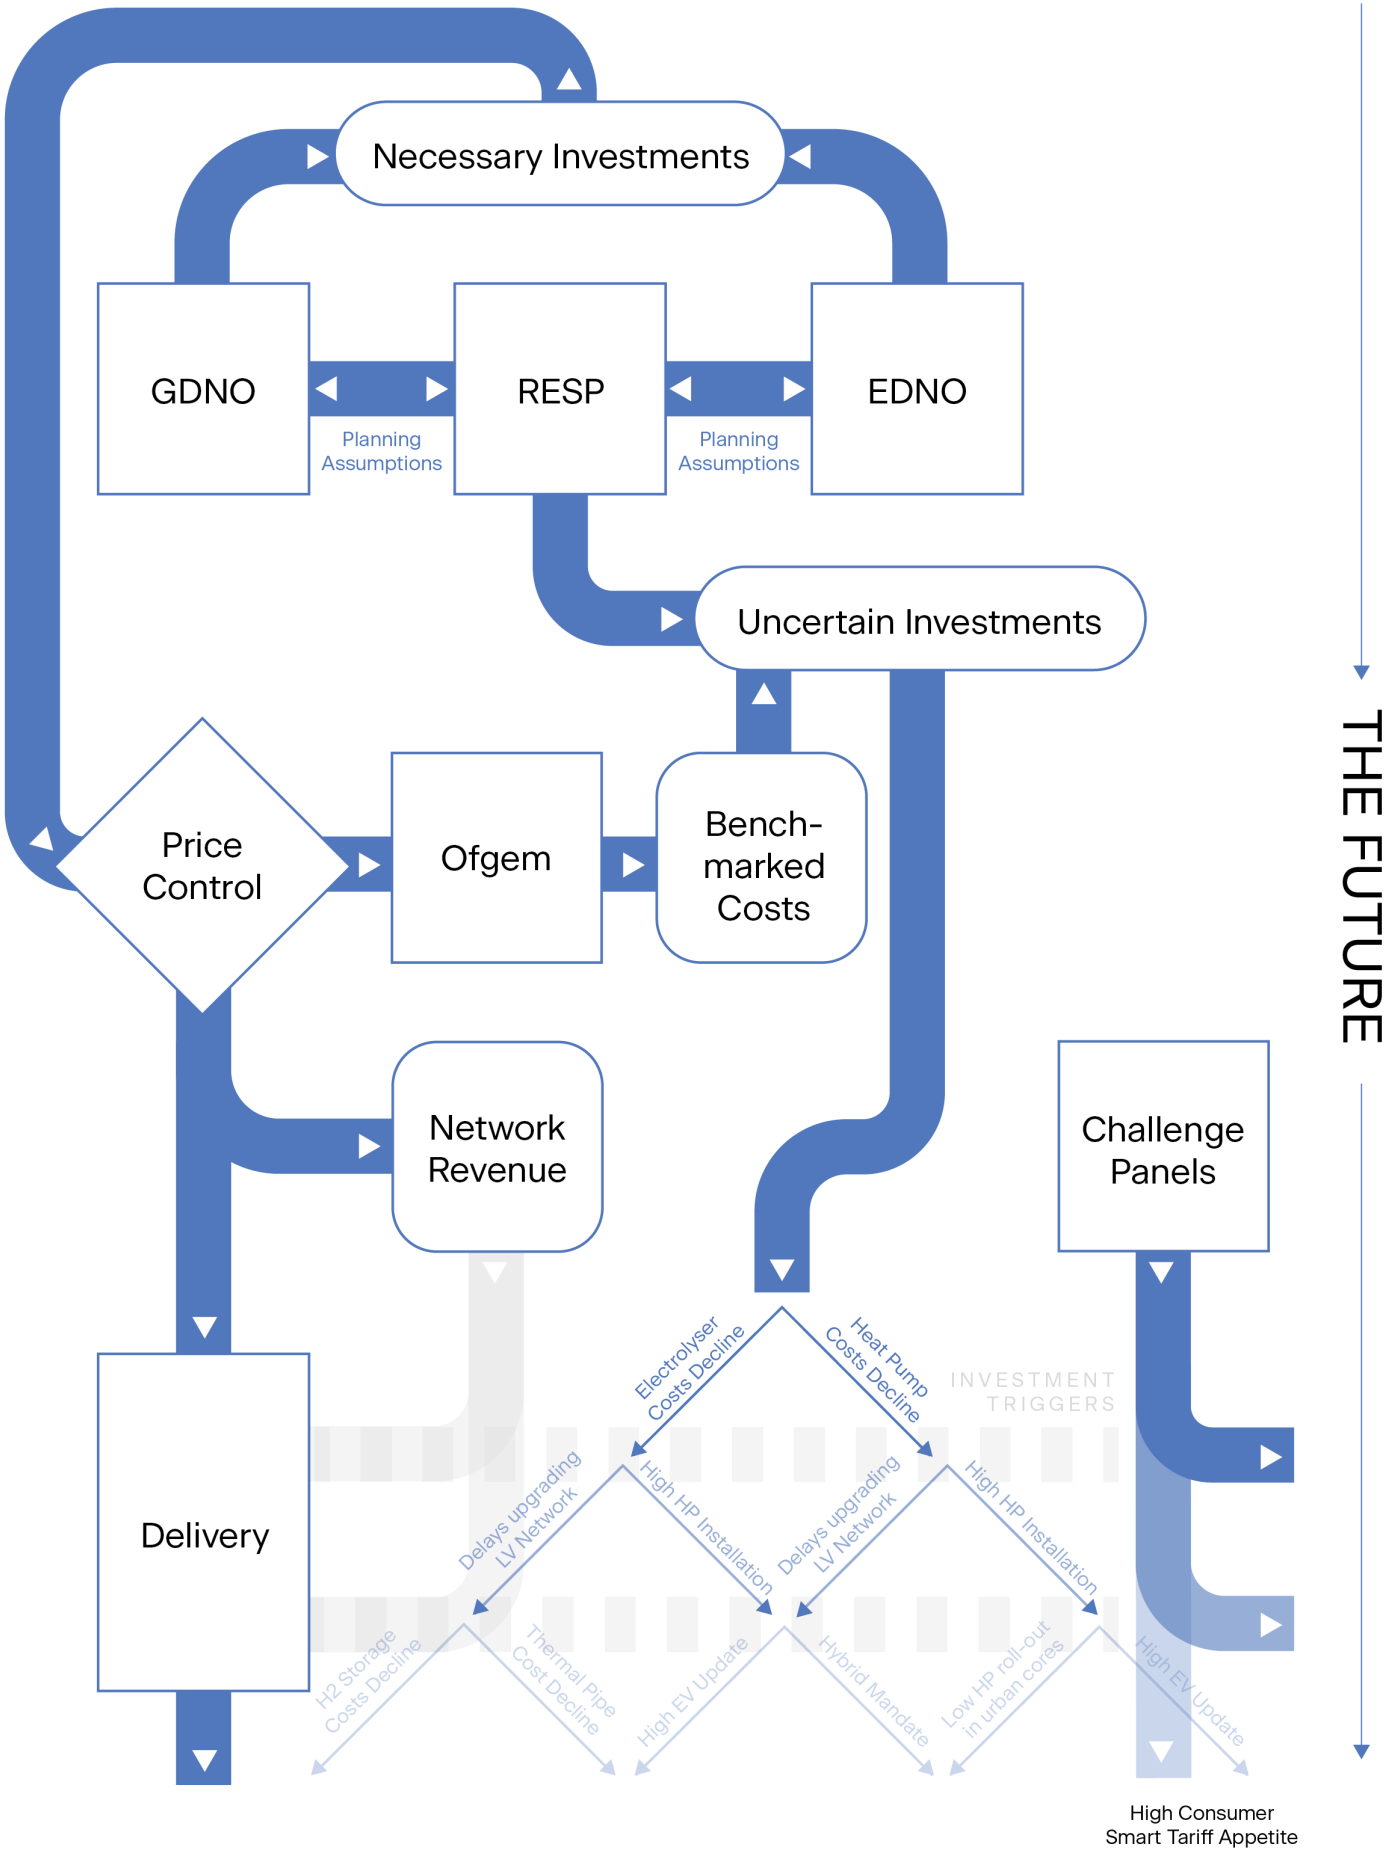 Necessary Investments
GDNO
RESP
EDNO
Planning
Assumptions
Planning
Assumptions
Uncertain Investments
Price
Control
Ofgem
Bench-
marked
Costs
THE FUTURE
Network
Revenue
Challenge
Panels
Electrolyser
Costs Decline
Heat Pump
Costs Decline
INVESTMENT
TRIGGERS
Delays upgrading
LV Network
High HP Installation
Delays upgrading
LV Network
High HP Installation
Delivery
H2 Storage
Costs Decline
Thermal Pipe
Cost Decline
High EV Update
Hybrid Mandate
Low HP roll-out
in urban cores
High EV Update
High Consumer
Smart Tariff Appetite